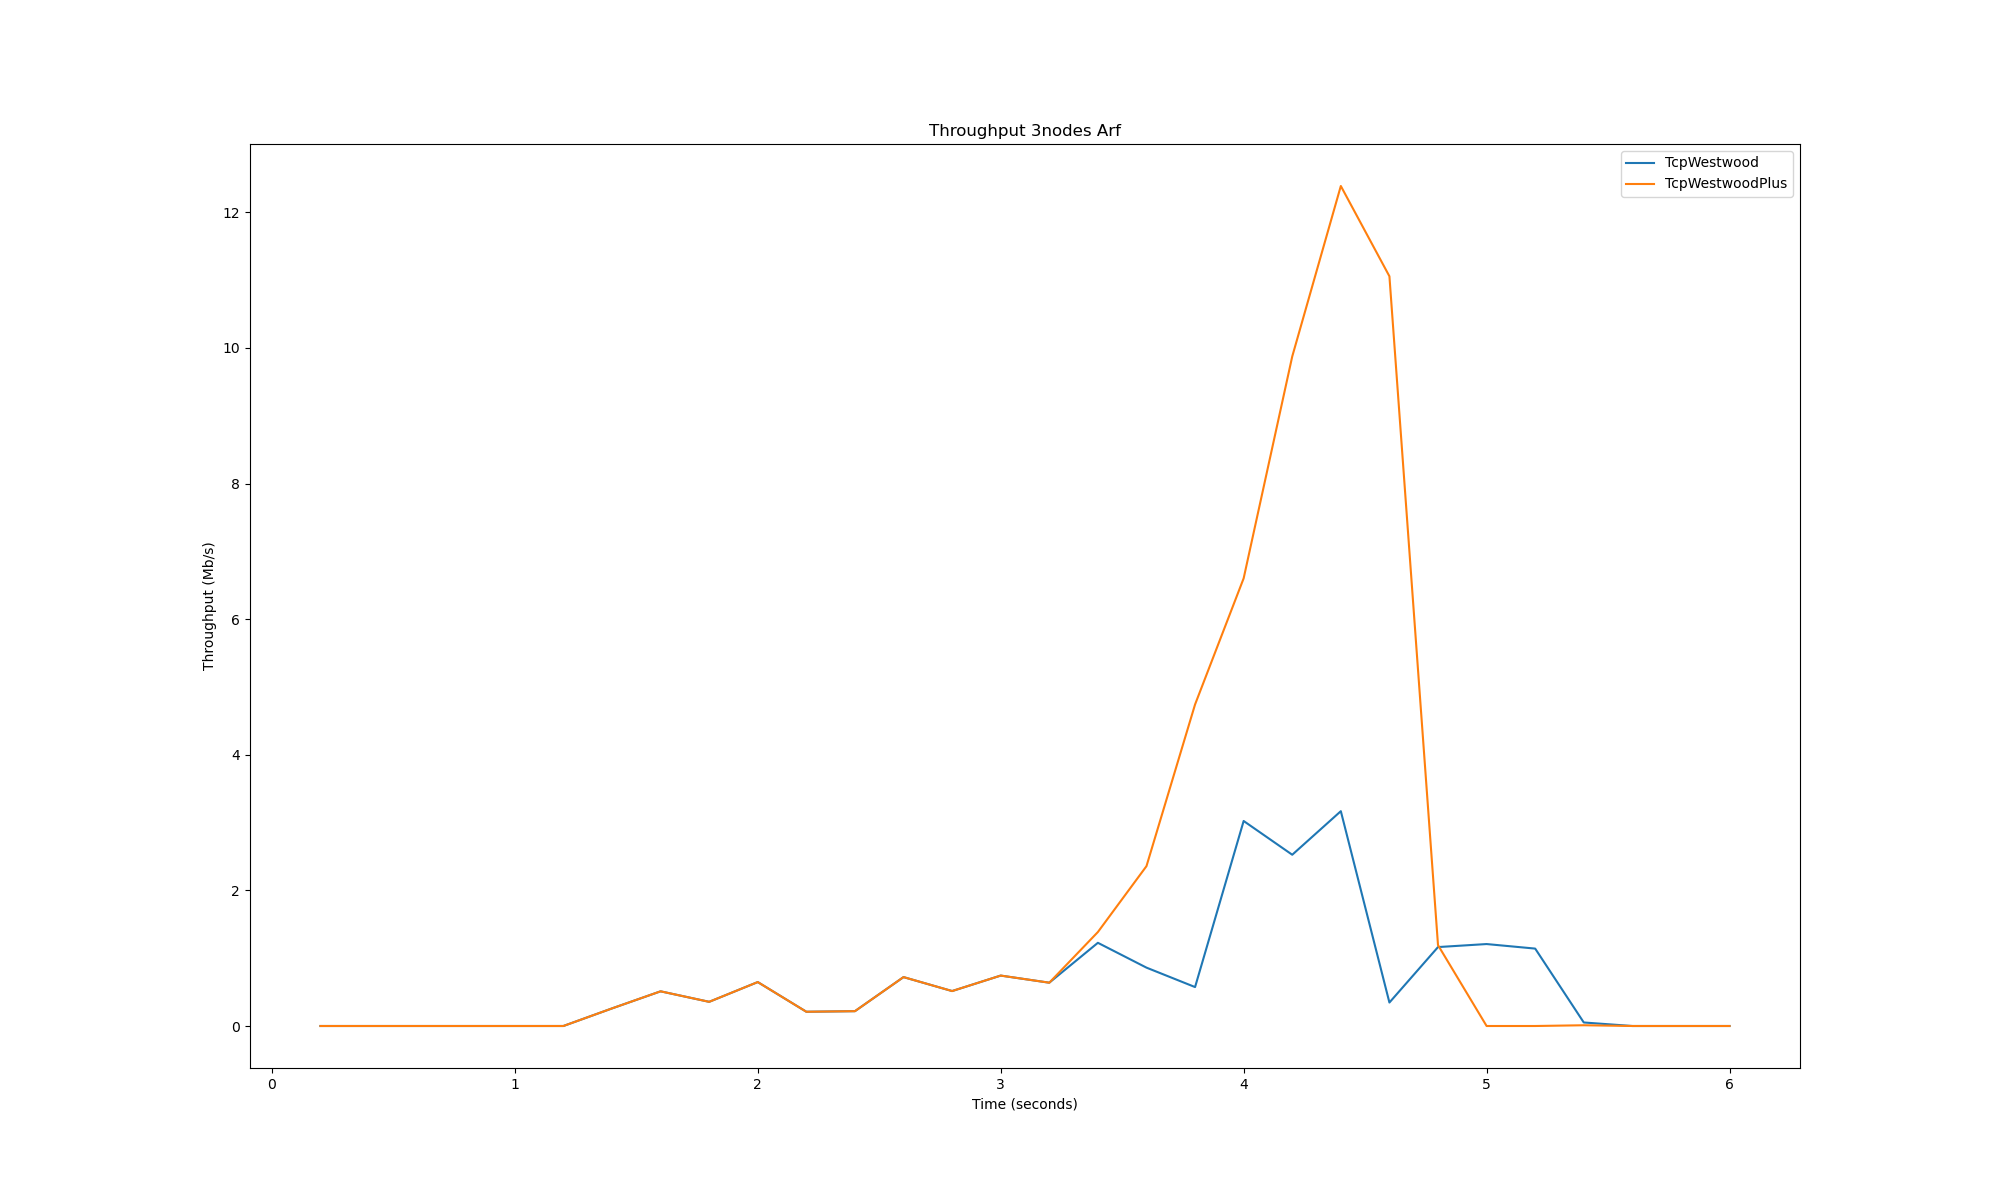 Throughput 3nodes Arf
TcpWestwood
TcpWestwoodPlus
Throughput (Mb/s)
12
10
8
6
4
2
0
0 1 2 3 4 5 6
Time (seconds)